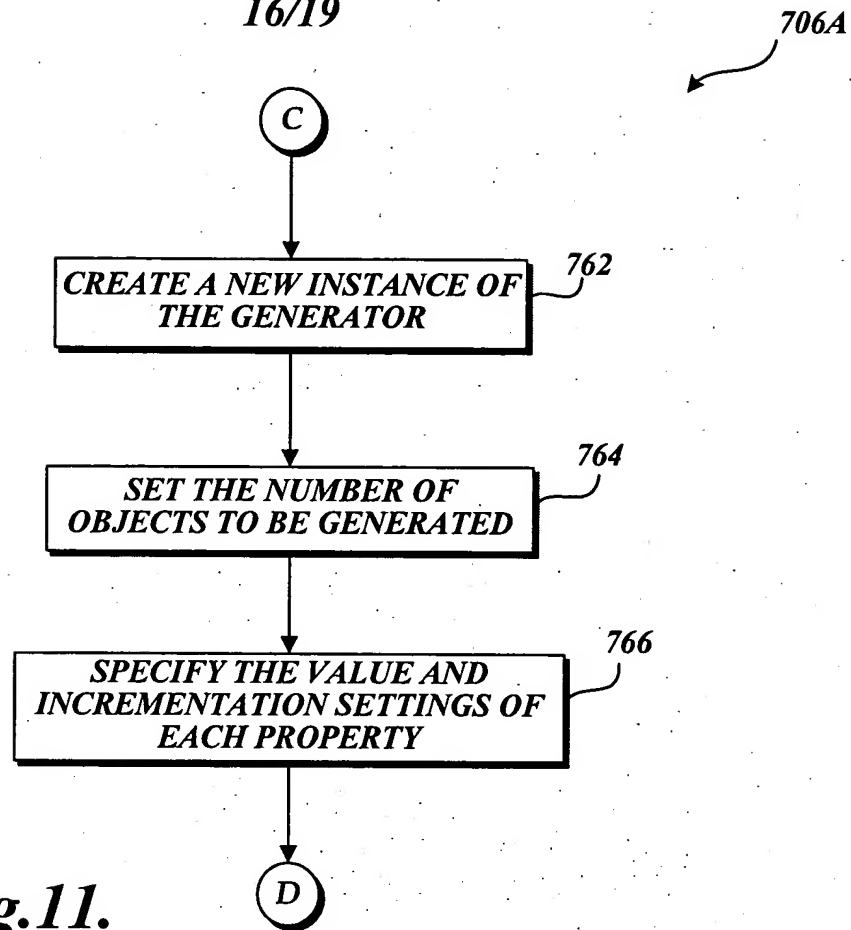 16/19
706A
C
CREATE A NEW INSTANCE OF
THE GENERATOR
762
SET THE NUMBER OF
OBJECTS TO BE GENERATED
764
SPECIFY THE VALUE AND
INCREMENTATION SETTINGS OF
EACH PROPERTY
766
D
g.11.